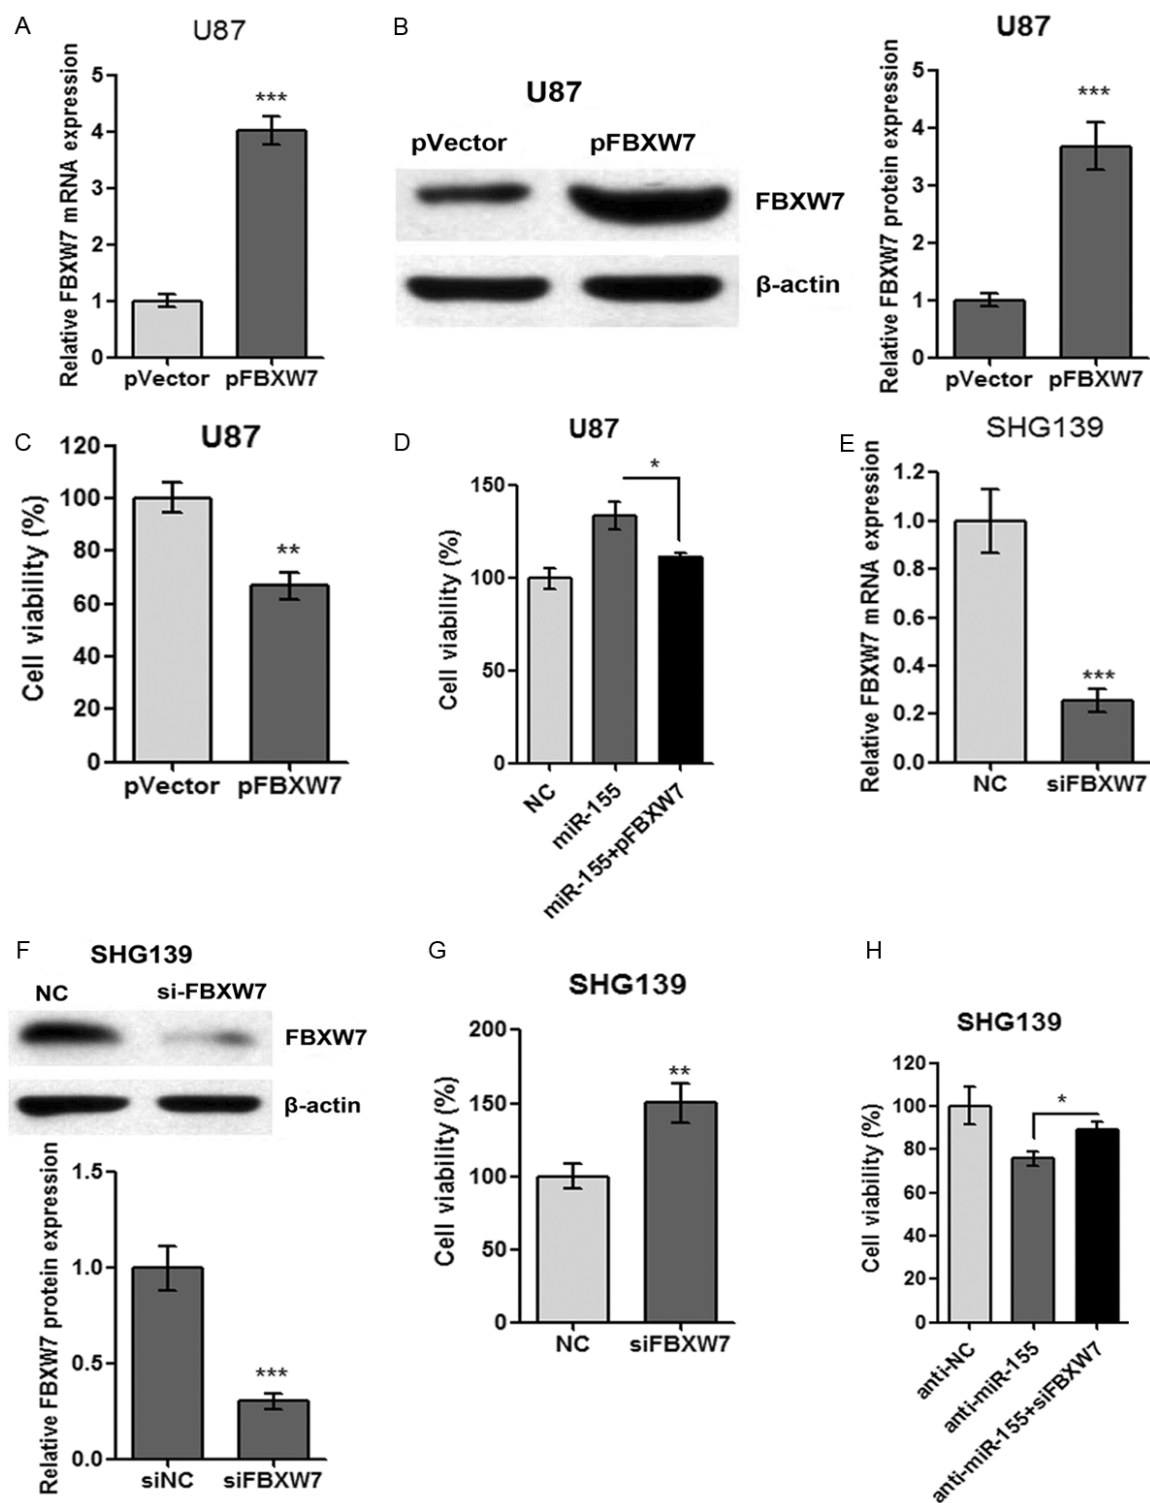 A
U87
Relative FBXW7 mRNA expression
5
4
3
2
1
0
***
pVector
pFBXW7
B
U87
pVector
pFBXW7
FBXW7
β-actin
U87
Relative FBXW7 protein expression
5
4
3
2
1
0
***
pVector
pFBXW7
C
U87
Cell viability (%)
120
100
80
60
40
20
0
**
pVector
pFBXW7
D
U87
Cell viability (%)
150
100
50
0
*
NC
miR-155
miR-155+pFBXW7
E
SHG139
Relative FBXW7 mRNA expression
1.2
1.0
0.8
0.6
0.4
0.2
0.0
***
NC
siFBXW7
F
SHG139
NC
si-FBXW7
FBXW7
β-actin
Relative FBXW7 protein expression
1.5
1.0
0.5
0.0
***
siNC
siFBXW7
G
SHG139
Cell viability (%)
200
150
100
50
0
**
NC
siFBXW7
H
SHG139
Cell viability (%)
120
100
80
60
40
20
0
*
anti-NC
anti-miR-155
anti-miR-155+siFBXW7